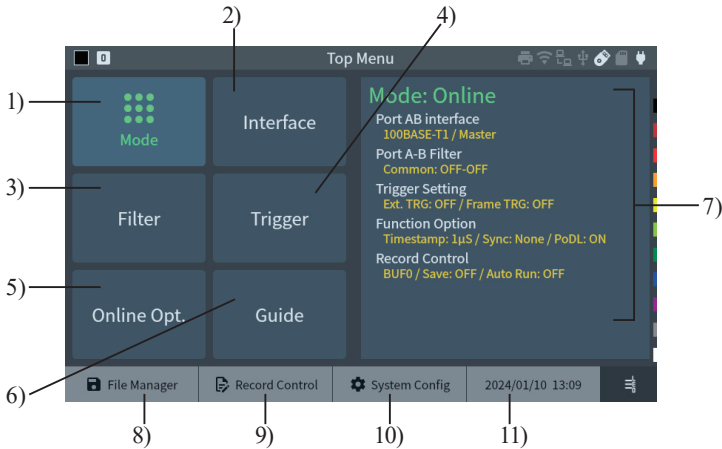 2)
4)
0
Top Menu
1)
Mode
Interface
Mode: Online
Port AB interface
100BASE-T1 / Master
Port A-B Filter
Common: OFF-OFF
3)
Filter
Trigger
Trigger Setting
Ext. TRG: OFF / Frame TRG: OFF
7)
Function Option
Timestamp: 1µS / Sync: None / PoDL: ON
Record Control
BUF0 / Save: OFF / Auto Run: OFF
5)
Online Opt.
Guide
6)
File Manager
Record Control
System Config
2024/01/10 13:09
8)
9)
10)
11)